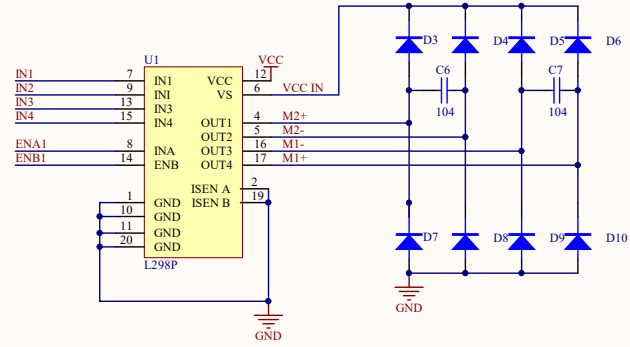 D3 D4 D5 D6
U1
VCC
IN1 7 IN1 VCC 12
IN2 9 INI VS 6 VCC IN
IN3 13 IN3
IN4 15 IN4 OUT1 4 M2+
OUT2 5 M2-
ENA1 8 INA OUT3 16 M1-
ENB1 14 ENB OUT4 17 M1+
C6 C7
104 104
ISEN A 2
1 GND ISEN B 19
10 GND
11 GND
20 GND
L298P
D7 D8 D9 D10
GND
GND